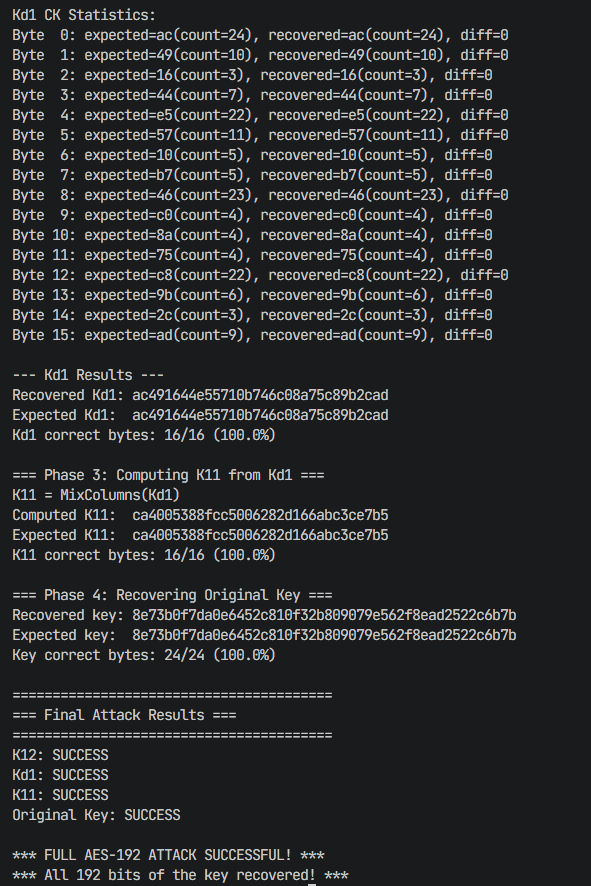 Kd1 CK Statistics:
Byte  0: expected=ac(count=24), recovered=ac(count=24), diff=0
Byte  1: expected=49(count=10), recovered=49(count=10), diff=0
Byte  2: expected=16(count=3), recovered=16(count=3), diff=0
Byte  3: expected=44(count=7), recovered=44(count=7), diff=0
Byte  4: expected=e5(count=22), recovered=e5(count=22), diff=0
Byte  5: expected=57(count=11), recovered=57(count=11), diff=0
Byte  6: expected=10(count=5), recovered=10(count=5), diff=0
Byte  7: expected=b7(count=5), recovered=b7(count=5), diff=0
Byte  8: expected=46(count=23), recovered=46(count=23), diff=0
Byte  9: expected=c0(count=4), recovered=c0(count=4), diff=0
Byte 10: expected=8a(count=4), recovered=8a(count=4), diff=0
Byte 11: expected=75(count=4), recovered=75(count=4), diff=0
Byte 12: expected=c8(count=22), recovered=c8(count=22), diff=0
Byte 13: expected=9b(count=6), recovered=9b(count=6), diff=0
Byte 14: expected=2c(count=3), recovered=2c(count=3), diff=0
Byte 15: expected=ad(count=9), recovered=ad(count=9), diff=0

--- Kd1 Results ---
Recovered Kd1: ac491644e55710b746c08a75c89b2cad
Expected Kd1:  ac491644e55710b746c08a75c89b2cad
Kd1 correct bytes: 16/16 (100.0%)

=== Phase 3: Computing K11 from Kd1 ===
K11 = MixColumns(Kd1)
Computed K11:  ca4005388fcc5006282d166abc3ce7b5
Expected K11:  ca4005388fcc5006282d166abc3ce7b5
K11 correct bytes: 16/16 (100.0%)

=== Phase 4: Recovering Original Key ===
Recovered key: 8e73b0f7da0e6452c810f32b809079e562f8ead2522c6b7b
Expected key:  8e73b0f7da0e6452c810f32b809079e562f8ead2522c6b7b
Key correct bytes: 24/24 (100.0%)

========================================
=== Final Attack Results ===
========================================
K12: SUCCESS
Kd1: SUCCESS
K11: SUCCESS
Original Key: SUCCESS

*** FULL AES-192 ATTACK SUCCESSFUL! ***
*** All 192 bits of the key recovered! ***